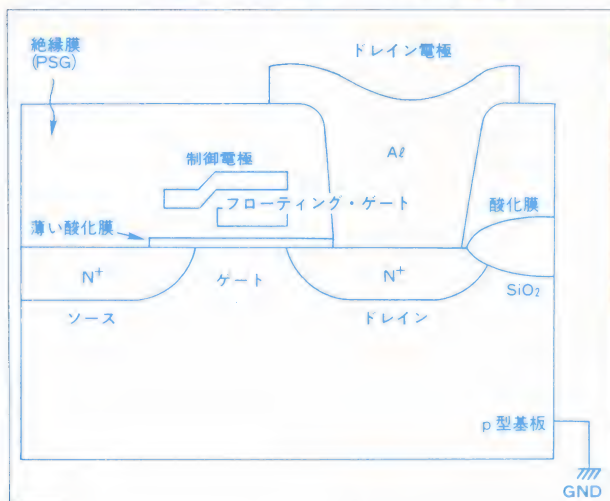 絶縁膜
(PSG)
ドレイン電極
制御電極
Aℓ
フローティング・ゲート
酸化膜
薄い酸化膜
N⁺
ゲート
N⁺
SiO₂
ソース
ドレイン
p型基板
GND